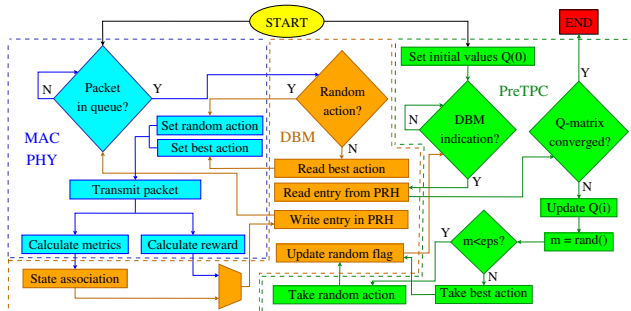 START
END
Set initial values Q(0)
Packet
in queue?
N
Y
Random
action?
Y
N
PreTPC
DBM
indication?
N
Y
Q-matrix
converged?
Y
N
MAC
PHY
Set random action
Set best action
DBM
Read best action
Transmit packet
Read entry from PRH
Write entry in PRH
Update Q(i)
Calculate metrics
Calculate reward
Update random flag
m<eps?
Y
N
m = rand()
State association
Take random action
Take best action